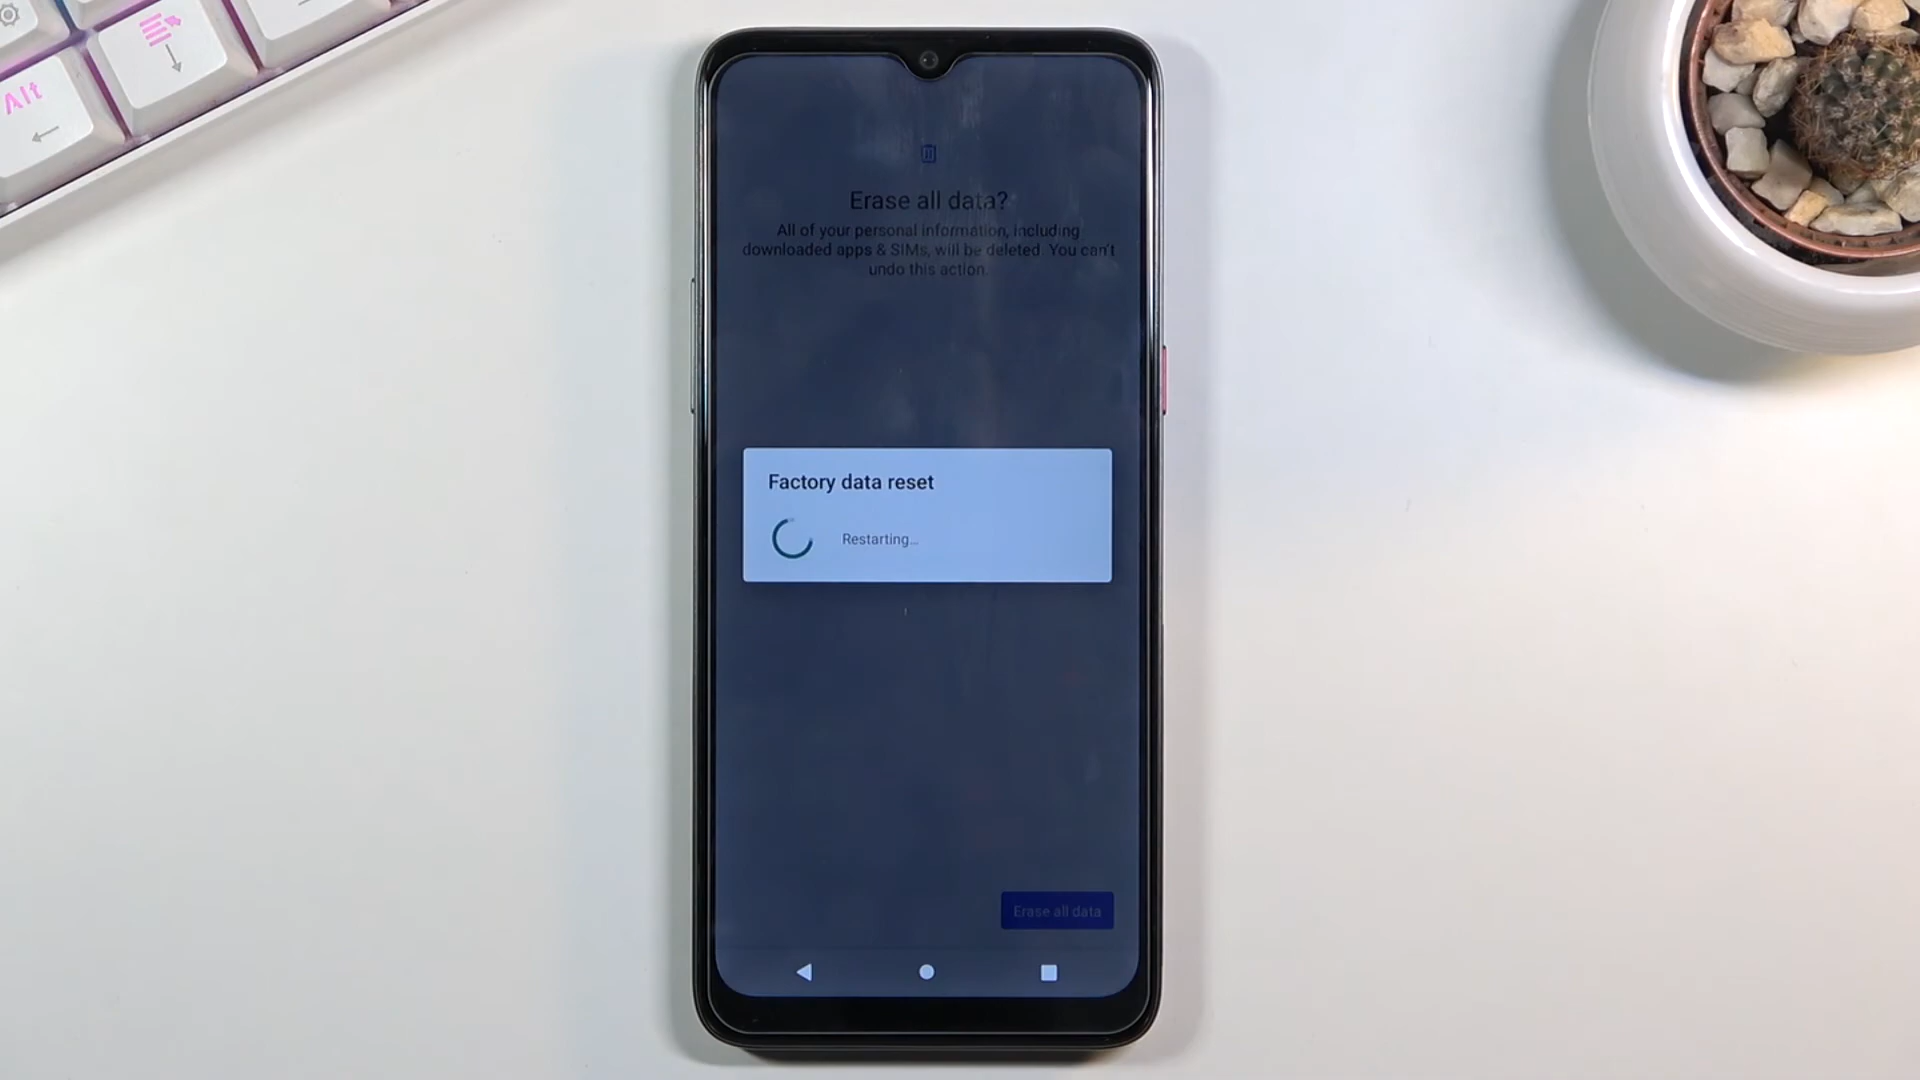 Alt
Erase all data?
All of your personal information, including
downloaded apps & SIMs, will be deleted. You can't
undo this action.
Factory data reset
Restarting...
Erase all data